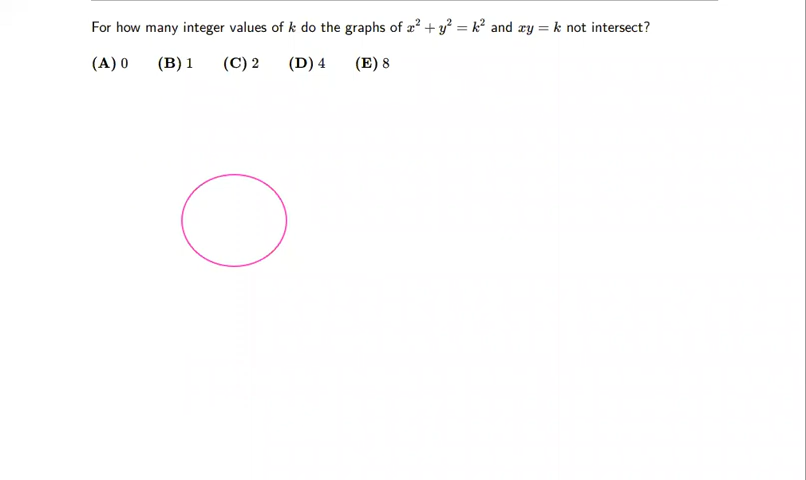 For how many integer values of k do the graphs of x² + y² = k² and xy = k not intersect?
(A) 0 (B) 1 (C) 2 (D) 4 (E) 8